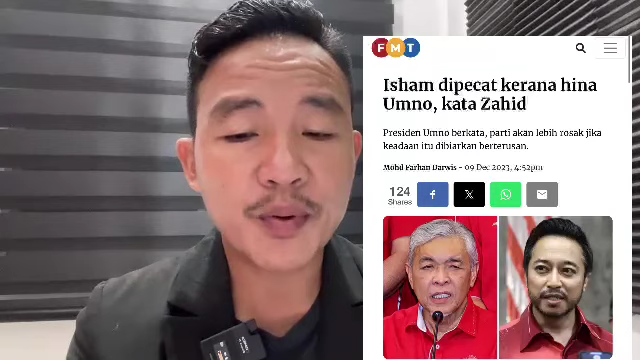 FMT
Isham dipecat kerana hina
Umno, kata Zahid
Presiden Umno berkata, parti akan lebih rosak jika
keadaan itu dibiarkan berterusan.
Mohd Farhan Darwis - 09 Dec 2023, 4:52pm
124
Shares